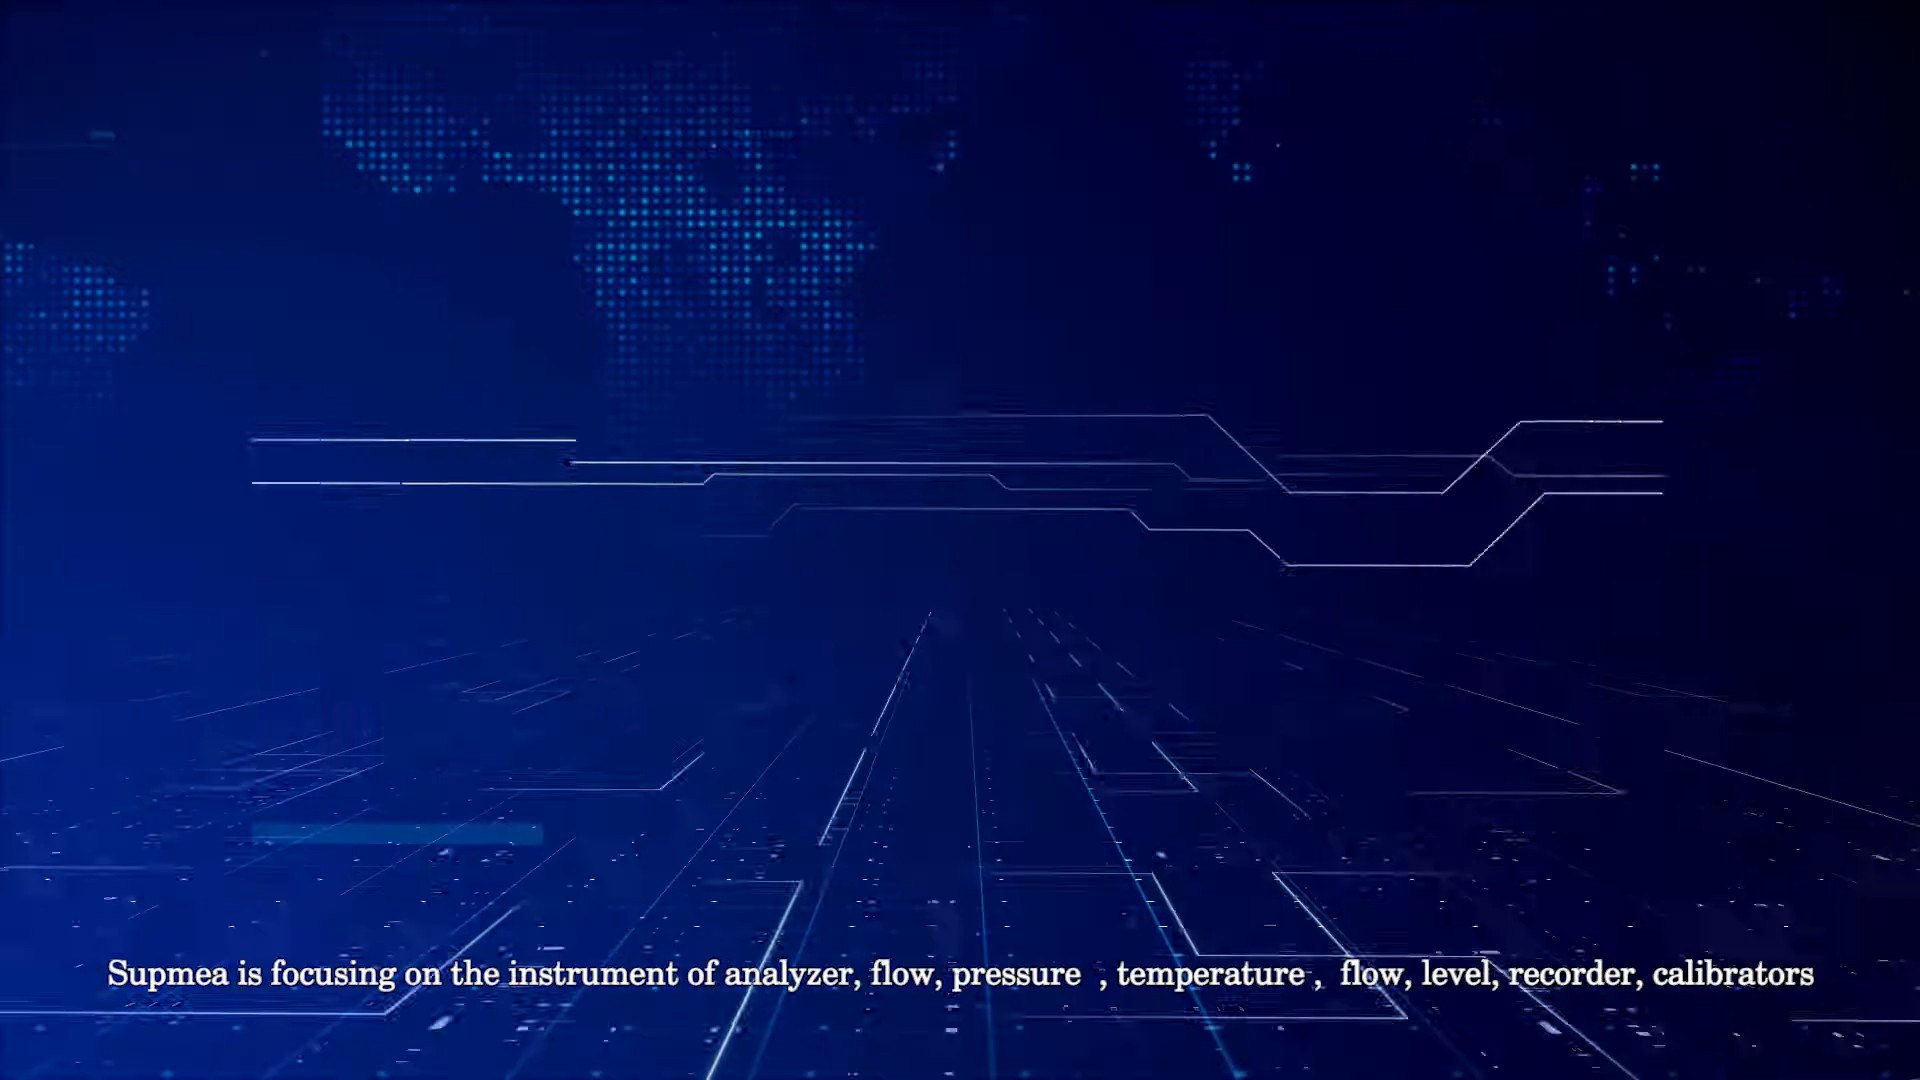 Supmea is focusing on the instrument of analyzer, flow, pressure , temperature , flow, level, recorder, calibrators